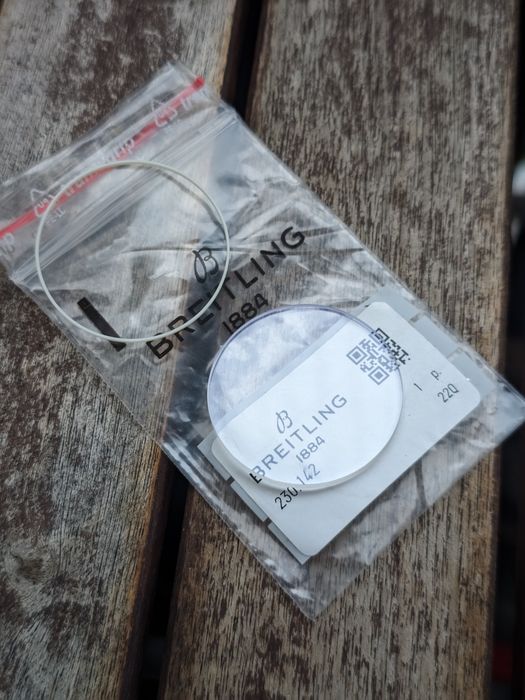 B
BREITLING
1884
B
BREITLING
1884
230.142
1 p.
220